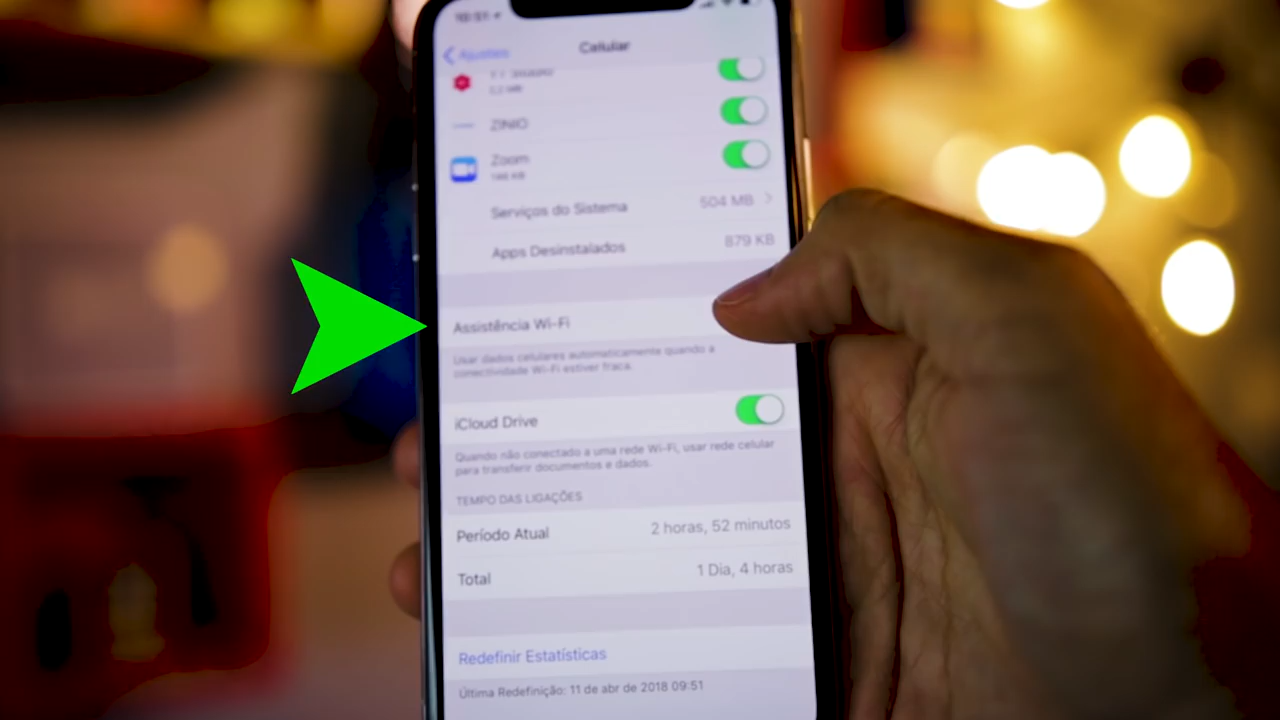 Ajustes
Celular
ZINIO
Zoom
Serviços do Sistema 504 MB
Apps Desinstalados 879 KB
Assistência Wi-Fi
Usar dados celulares automaticamente quando a
conectividade Wi-Fi estiver fraca.
iCloud Drive
Quando não conectado a uma rede Wi-Fi, usar rede celular
para transferir documentos e dados.
TEMPO DAS LIGAÇÕES
Período Atual 2 horas, 52 minutos
Total 1 Dia, 4 horas
Redefinir Estatísticas
Última Redefinição: 11 de abr de 2018 09:51